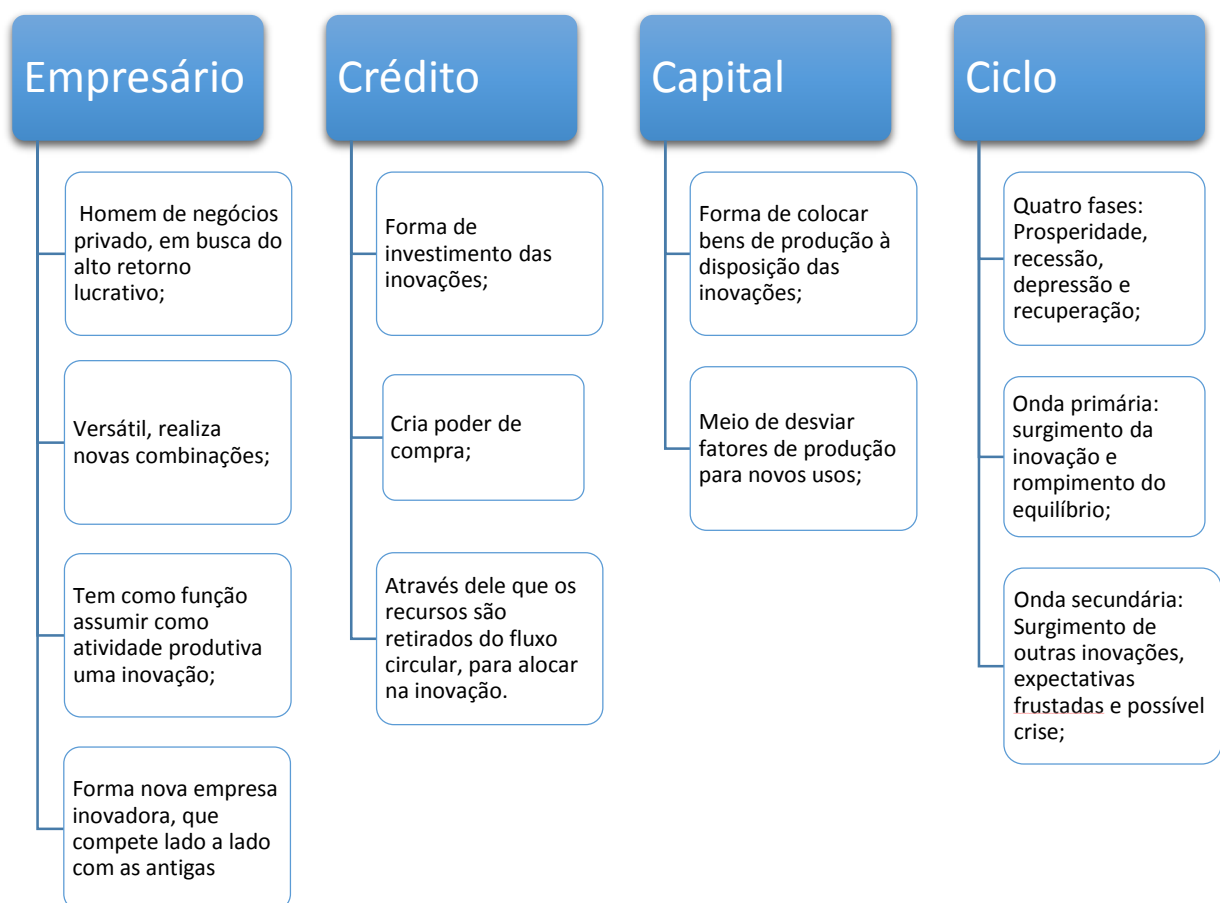 Empresário
Homem de negócios
privado, em busca do
alto retorno
lucrativo;
Versátil, realiza
novas combinações;
Tem como função
assumir como
atividade produtiva
uma inovação;
Forma nova empresa
inovadora, que
compete lado a lado
com as antigas
Crédito
Forma de
investimento das
inovações;
Cria poder de
compra;
Através dele que os
recursos são
retirados do fluxo
circular, para alocar
na inovação.
Capital
Forma de colocar
bens de produção à
disposição das
inovações;
Meio de desviar
fatores de produção
para novos usos;
Ciclo
Quatro fases:
Prosperidade,
recessão,
depressão e
recuperação;
Onda primária:
surgimento da
inovação e
rompimento do
equilíbrio;
Onda secundária:
Surgimento de
outras inovações,
expectativas
frustadas e possível
crise;